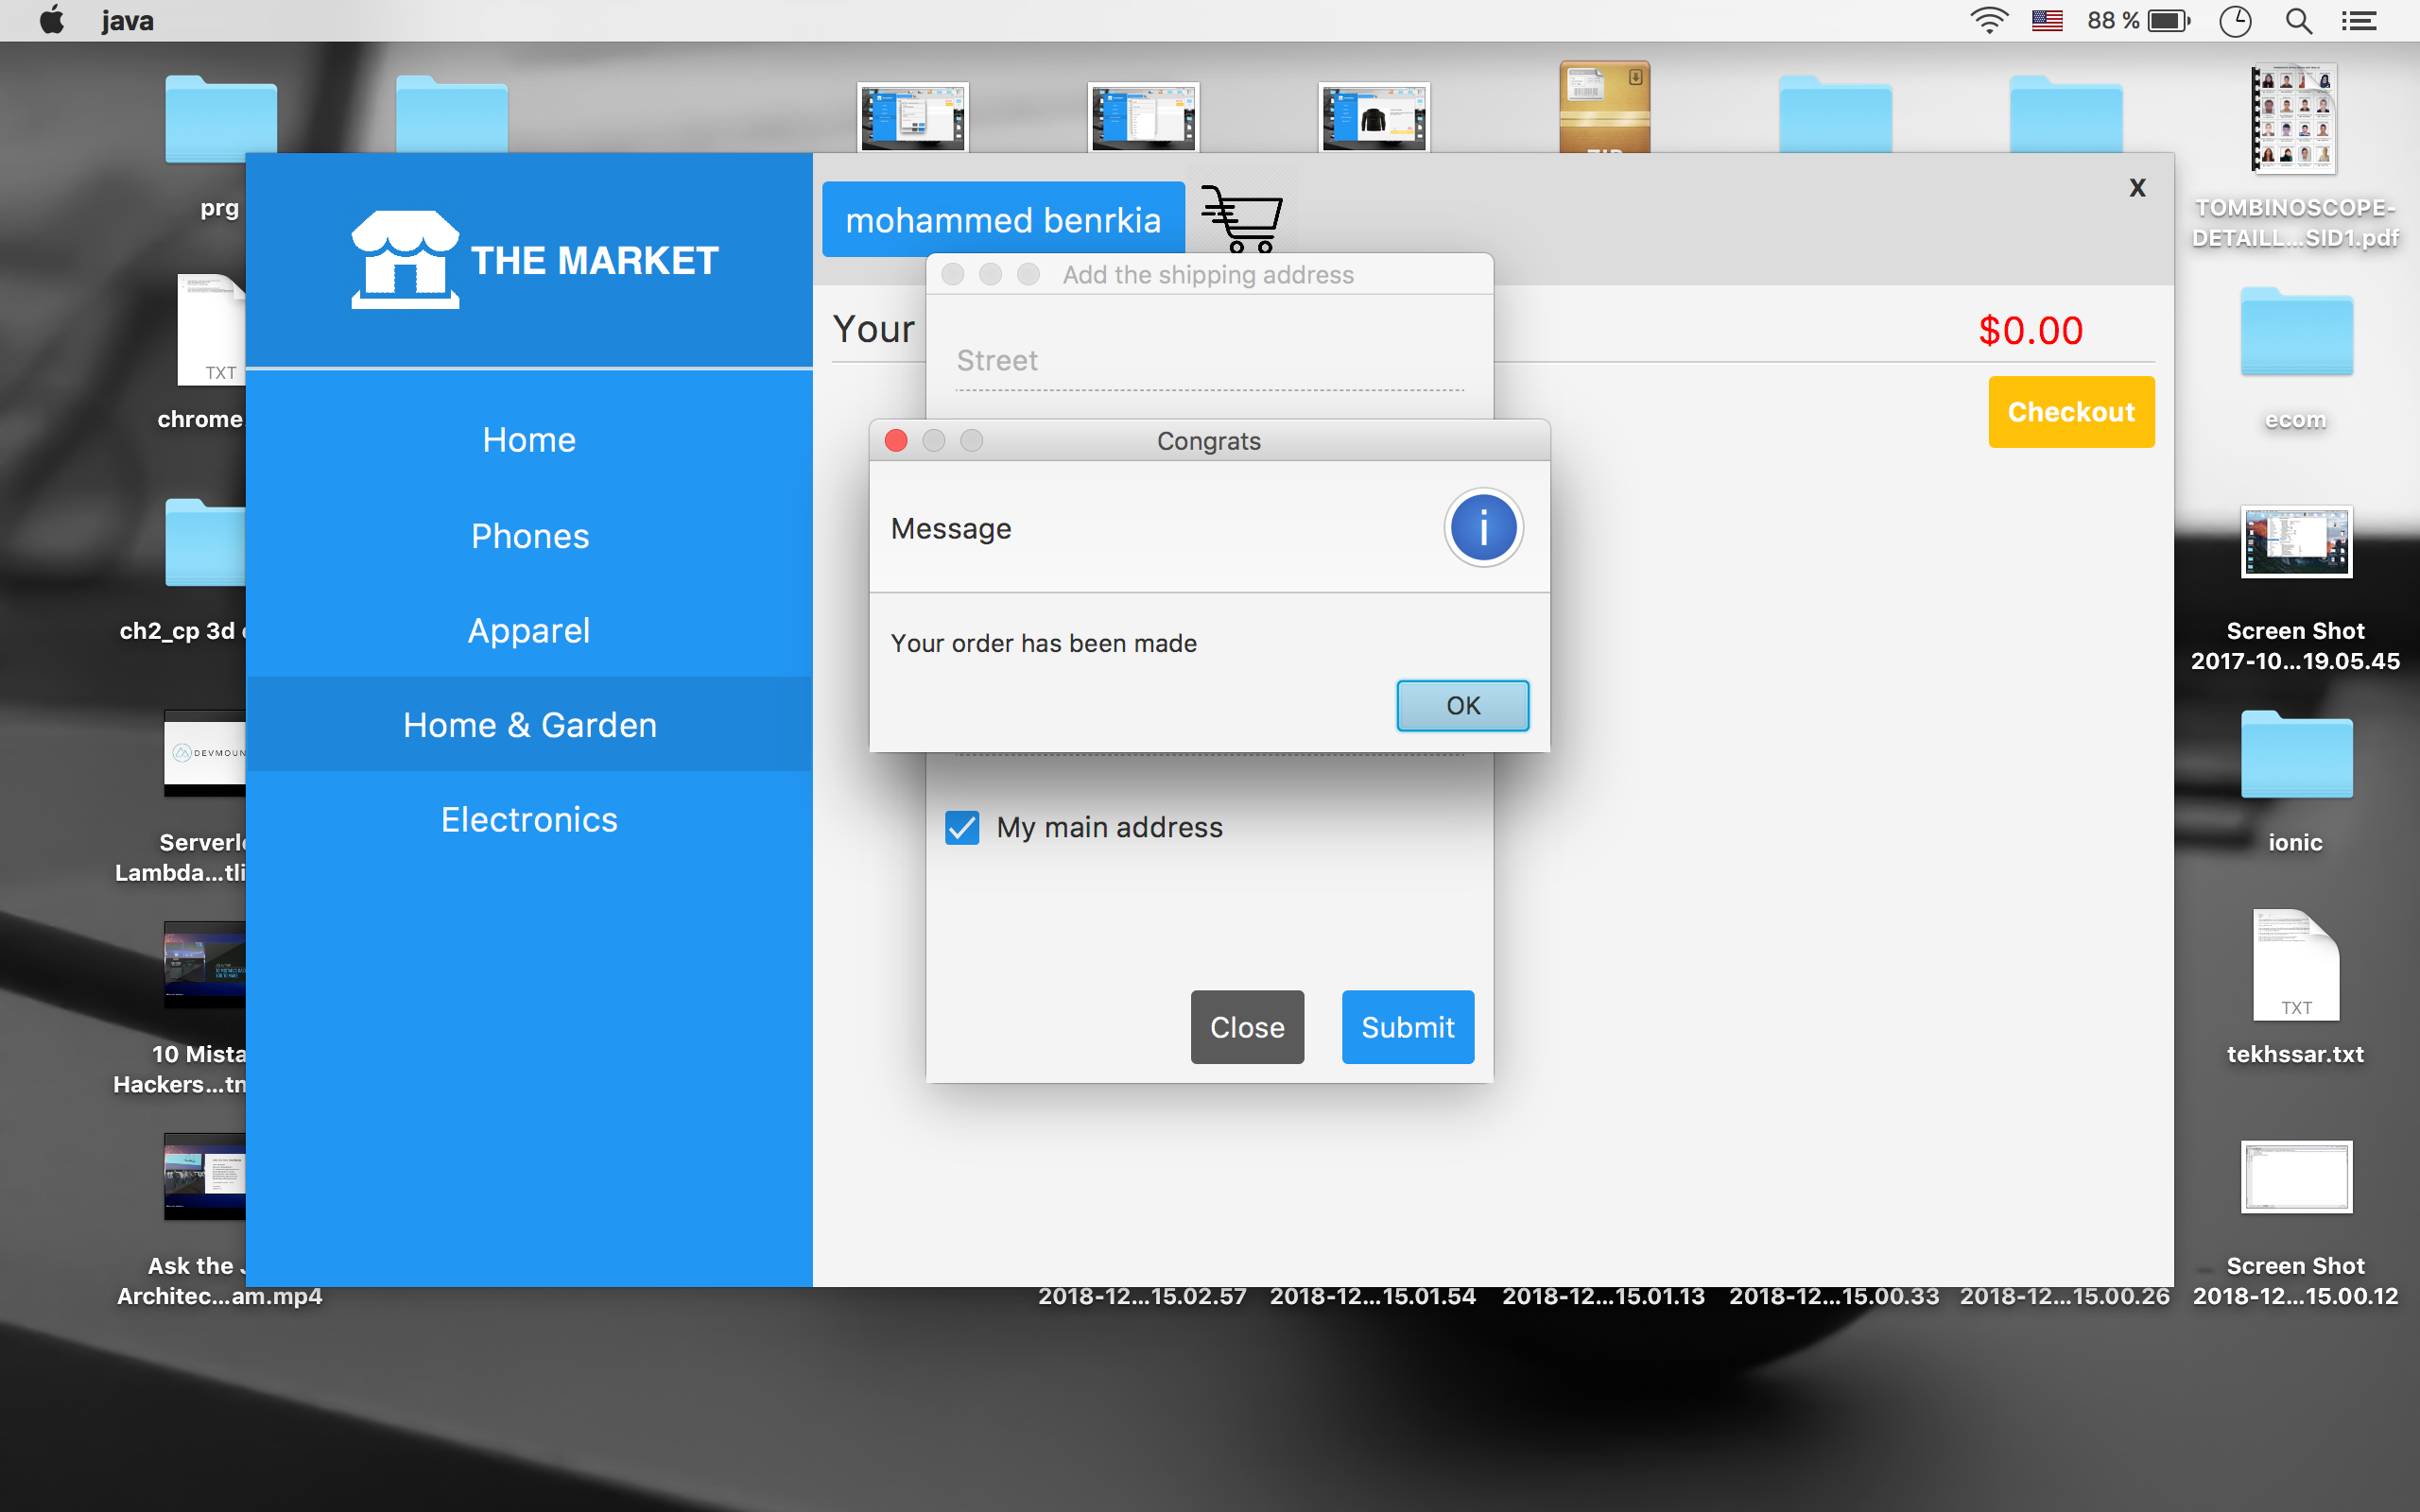 java
88 %
prg
TOMBINOSCOPE-
DETAILL...SID1.pdf
TXT
chrome.
ecom
ch2_cp 3d
Screen Shot
2017-10...19.05.45
DEVMOUN
Serverle
Lambda...tli
ionic
10 Mista
Hackers...tn
TXT
tekhssar.txt
Ask the
Architec...am.mp4
2018-12...15.02.57
2018-12...15.01.54
2018-12...15.01.13
2018-12...15.00.33
2018-12...15.00.26
Screen Shot
2018-12...15.00.12
THE MARKET
Home
Phones
Apparel
Home & Garden
Electronics
mohammed benrkia
x
Your
$0.00
Checkout
Add the shipping address
Street
Congrats
Message
Your order has been made
OK
My main address
Close
Submit